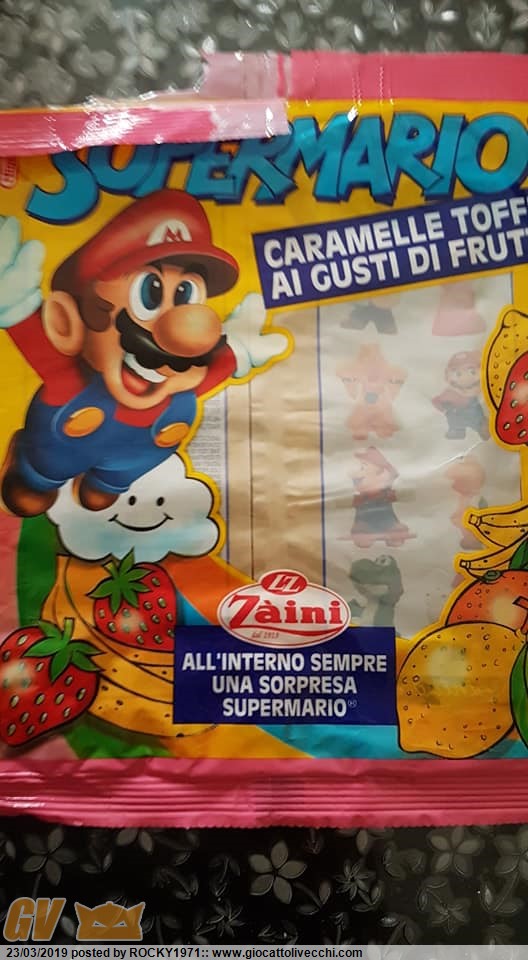 SUPERMARIO
CARAMELLE TOFF
AI GUSTI DI FRUT
M
Zàini
dal 1913
ALL'INTERNO SEMPRE
UNA SORPRESA
SUPERMARIO
GV
23/03/2019 posted by ROCKY1971:: www.giocattolivecchi.com